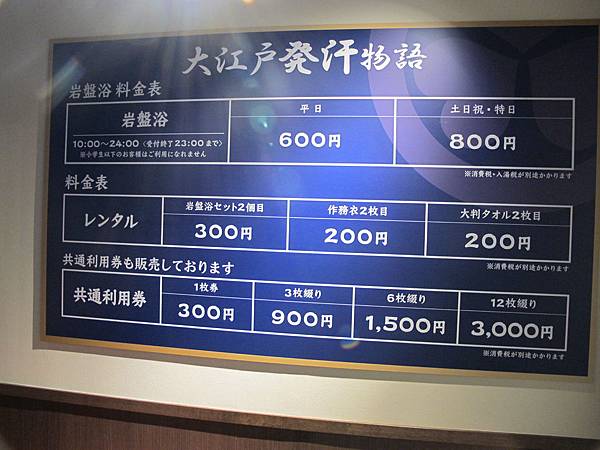 大江戸発汗物語
岩盤浴 料金表
岩盤浴
10:00〜24:00〈受付終了23:00まで〉
※小学生以下のお客様はご利用になれません
平日
600円
土日祝・特日
800円
※消費税・入湯税が別途かかります
料金表
レンタル
岩盤浴セット2個目
300円
作務衣2枚目
200円
大判タオル2枚目
200円
※消費税が別途かかります
共通利用券も販売しております
共通利用券
1枚券
300円
3枚綴り
900円
6枚綴り
1,500円
12枚綴り
3,000円
※消費税が別途かかります